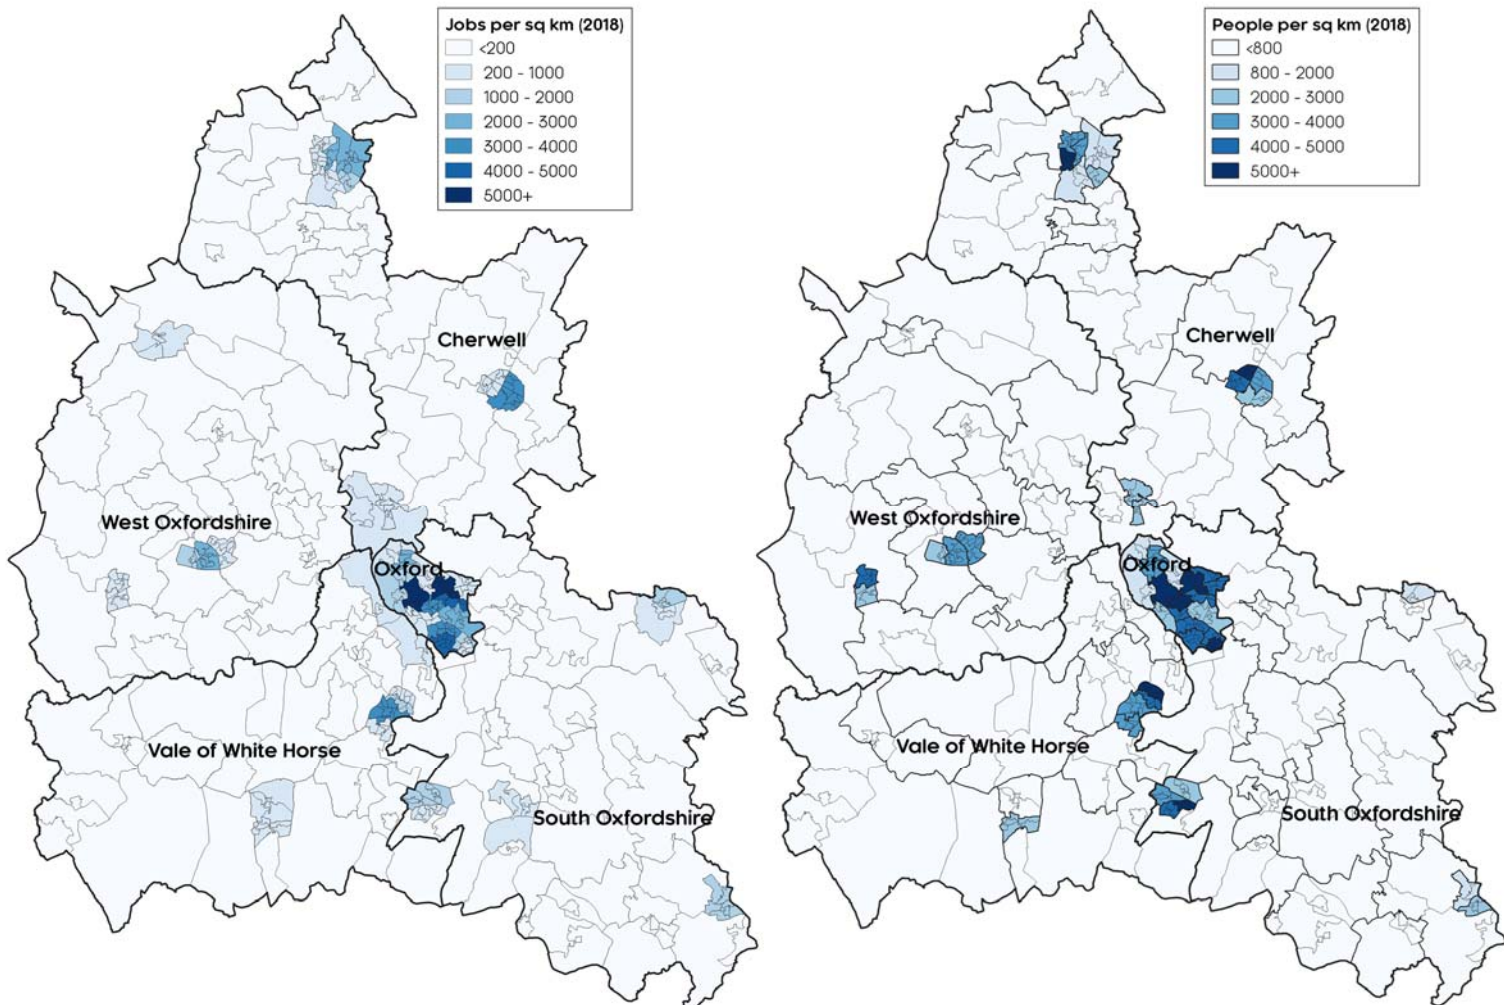 Jobs per sq km (2018)
<200
200 - 1000
1000 - 2000
2000 - 3000
3000 - 4000
4000 - 5000
5000+
Cherwell
West Oxfordshire
Oxford
Vale of White Horse
South Oxfordshire
People per sq km (2018)
<800
800 - 2000
2000 - 3000
3000 - 4000
4000 - 5000
5000+
Cherwell
West Oxfordshire
Oxford
Vale of White Horse
South Oxfordshire